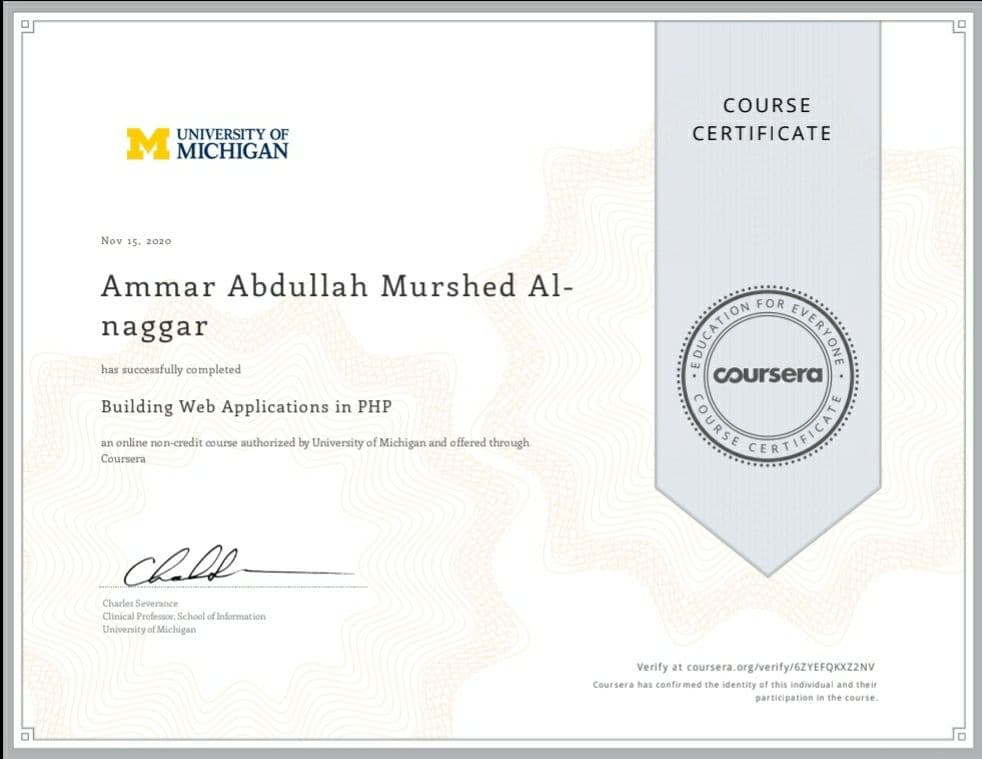 UNIVERSITY OF
MICHIGAN
COURSE
CERTIFICATE
Nov 15, 2020
Ammar Abdullah Murshed Al-
naggar
has successfully completed
Building Web Applications in PHP
an online non-credit course authorized by University of Michigan and offered through
Coursera
EDUCATION FOR EVERYONE
coursera
COURSE CERTIFICATE
Charles Severance
Clinical Professor, School of Information
University of Michigan
Verify at coursera.org/verify/6ZYEFQKXZ2NV
Coursera has confirmed the identity of this individual and their
participation in the course.